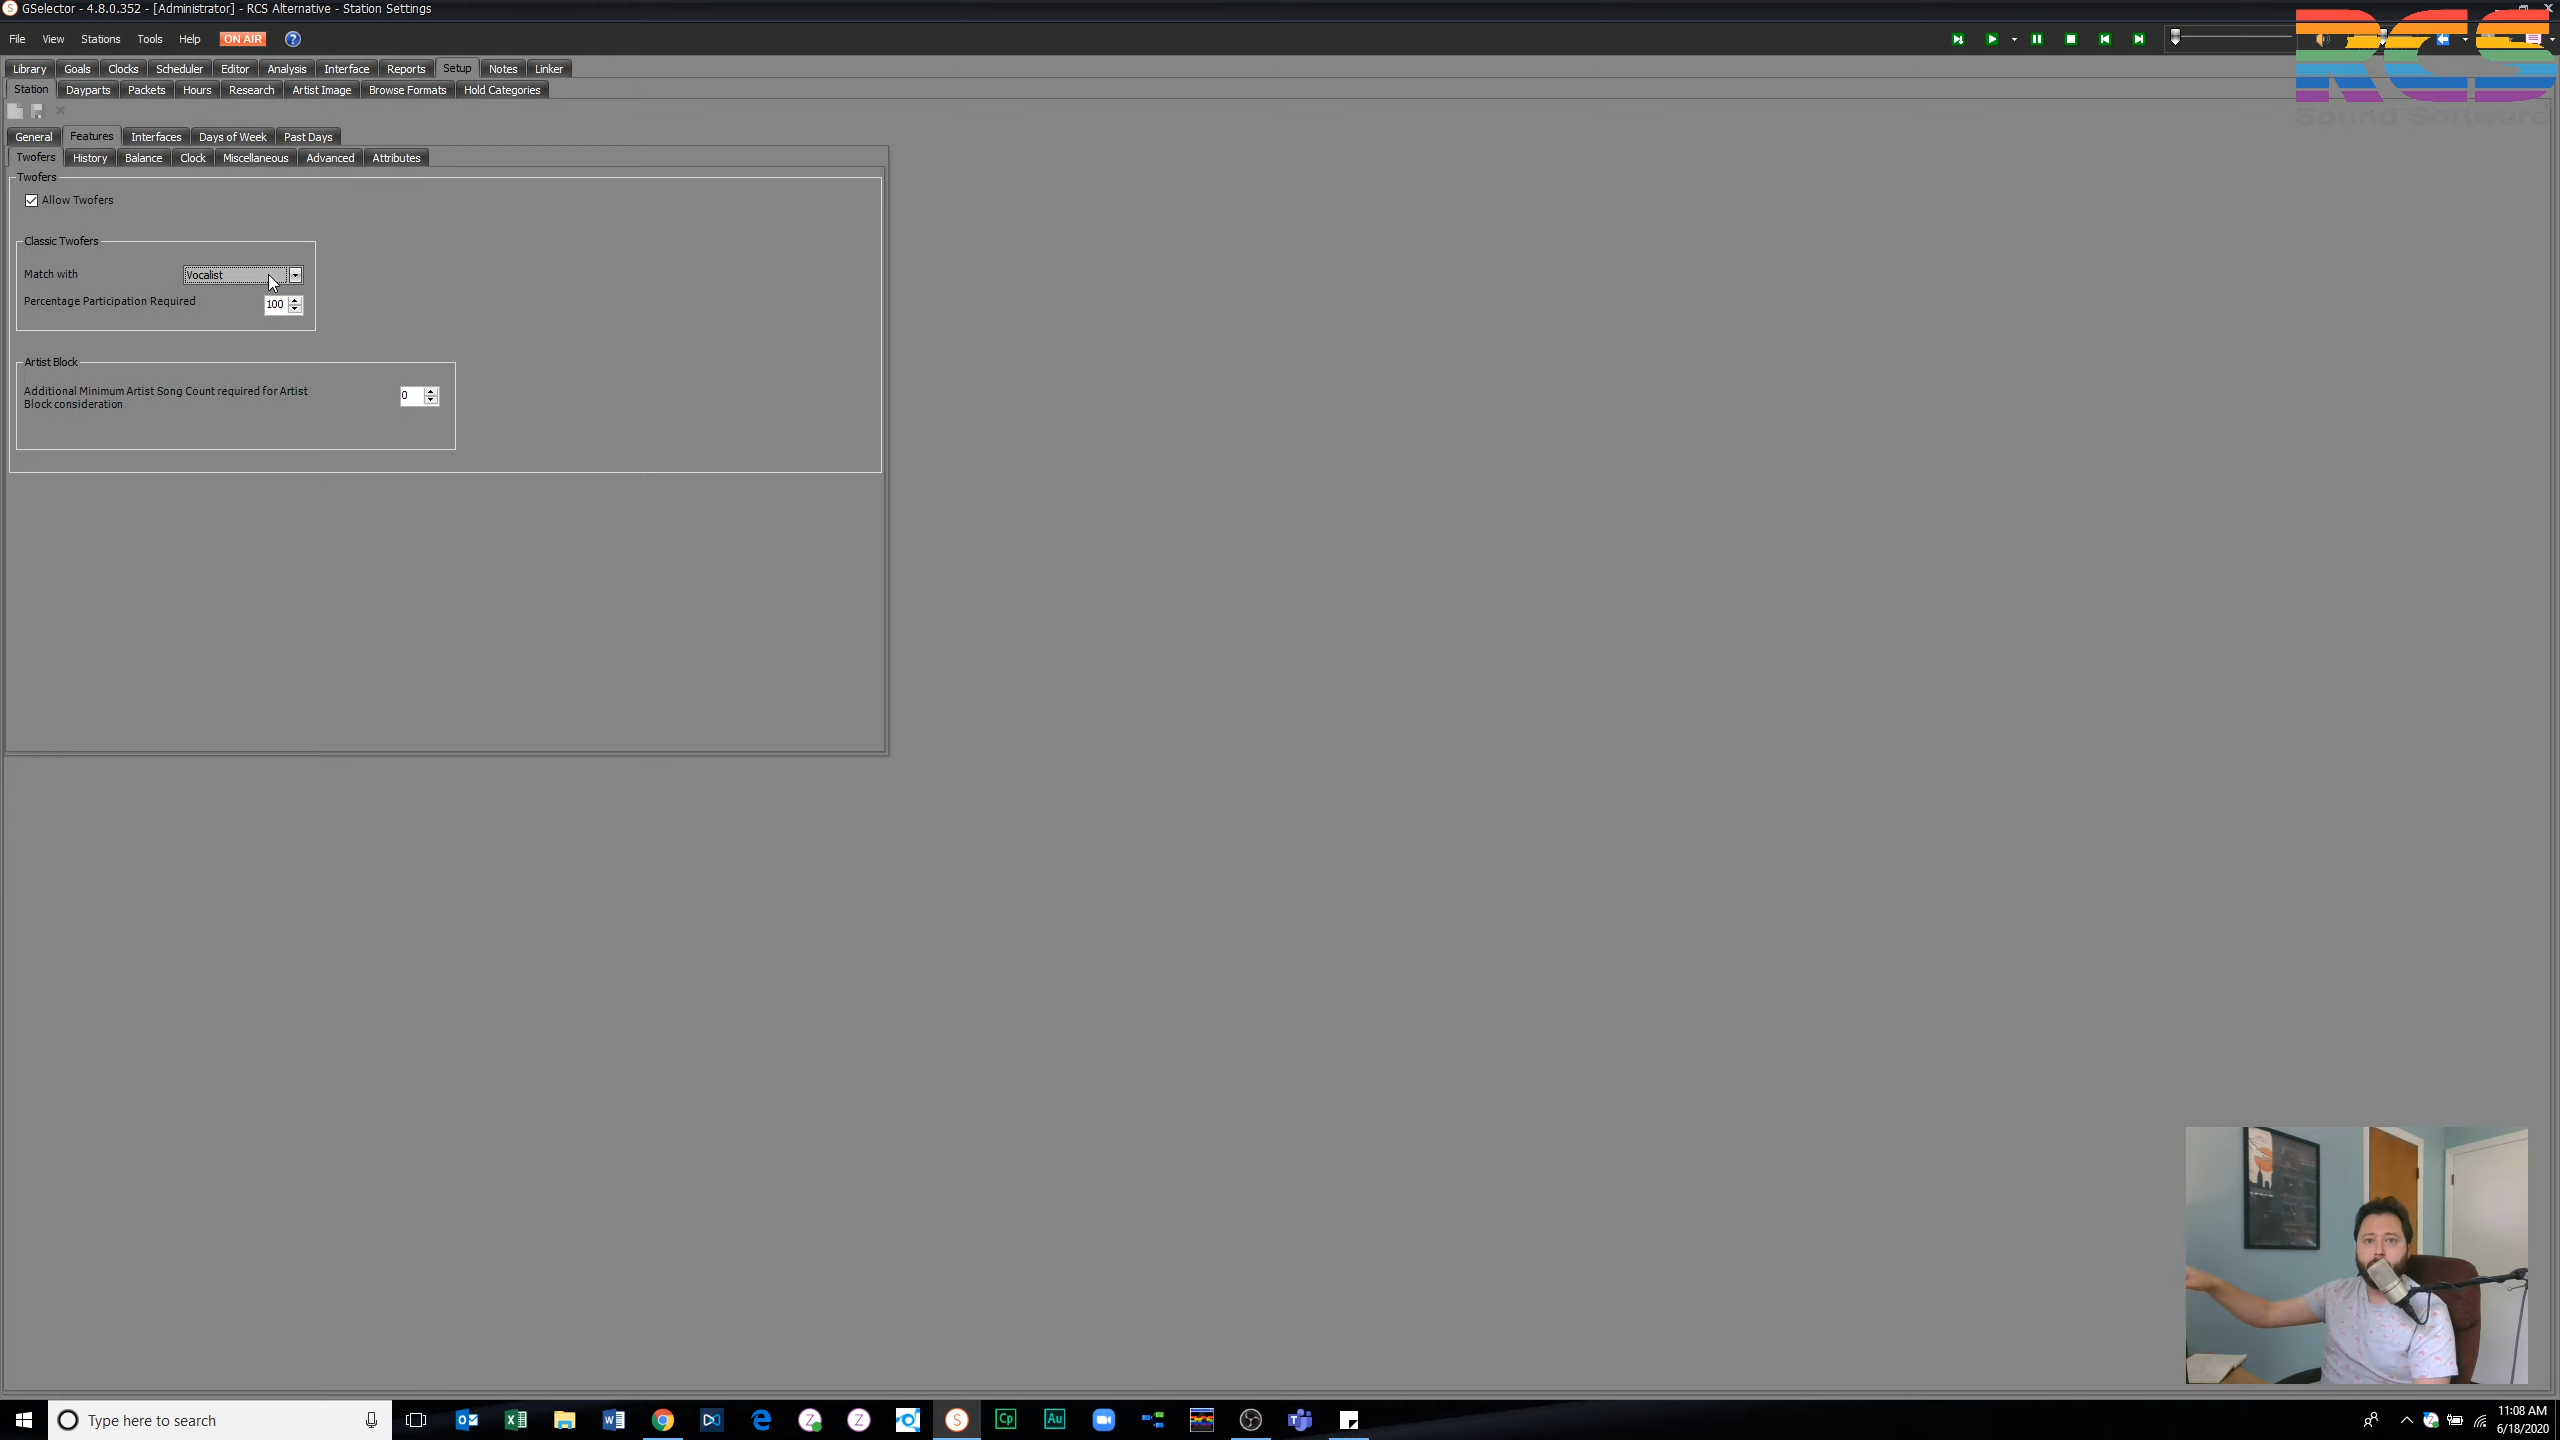 GSelector - 4.8.0.352 - [Administrator] - RCS Alternative - Station Settings
File View Stations Tools Help ON AIR ?
RCS
Sound Software
Library Goals Clocks Scheduler Editor Analysis Interface Reports Setup Notes Linker
Station Dayparts Packets Hours Research Artist Image Browse Formats Hold Categories
General Features Interfaces Days of Week Past Days
Twofers History Balance Clock Miscellaneous Advanced Attributes
Twofers
Allow Twofers
Classic Twofers
Match with Vocalist
Percentage Participation Required 100
Artist Block
Additional Minimum Artist Song Count required for Artist 0
Block consideration
Type here to search
11:08 AM
6/18/2020